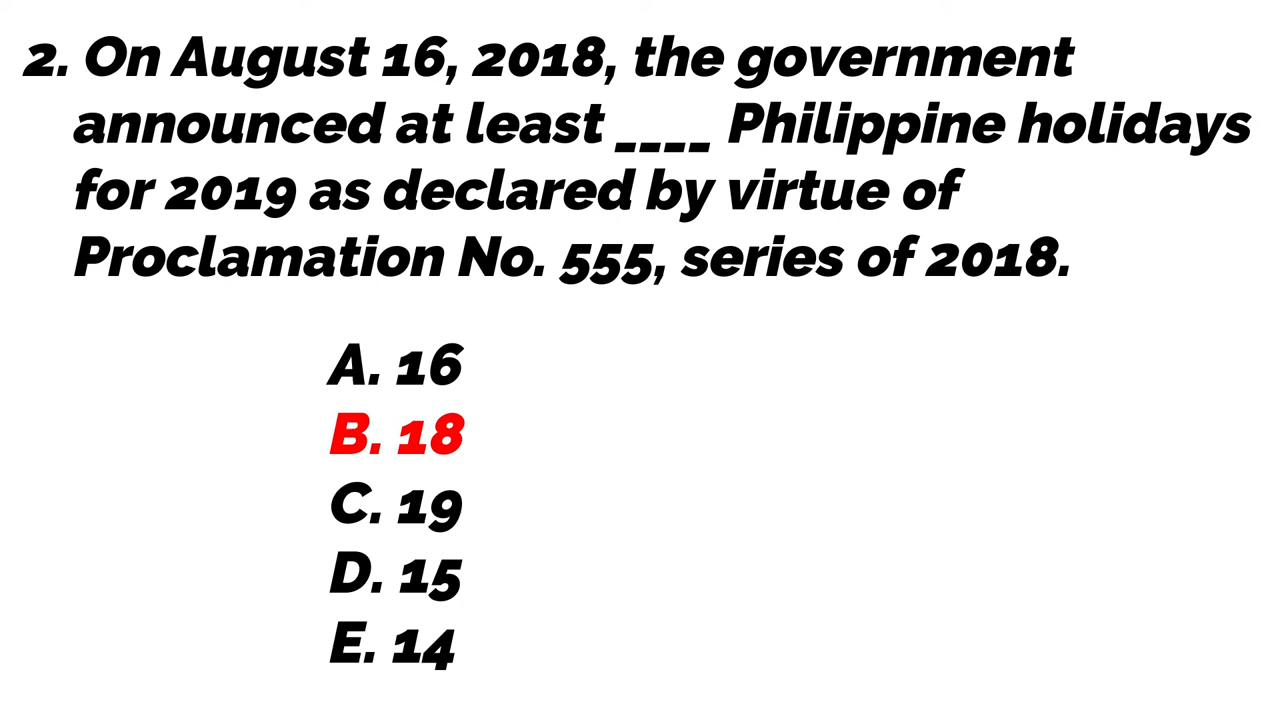 2. On August 16, 2018, the government
announced at least ____ Philippine holidays
for 2019 as declared by virtue of
Proclamation No. 555, series of 2018.
A. 16
B. 18
C. 19
D. 15
E. 14